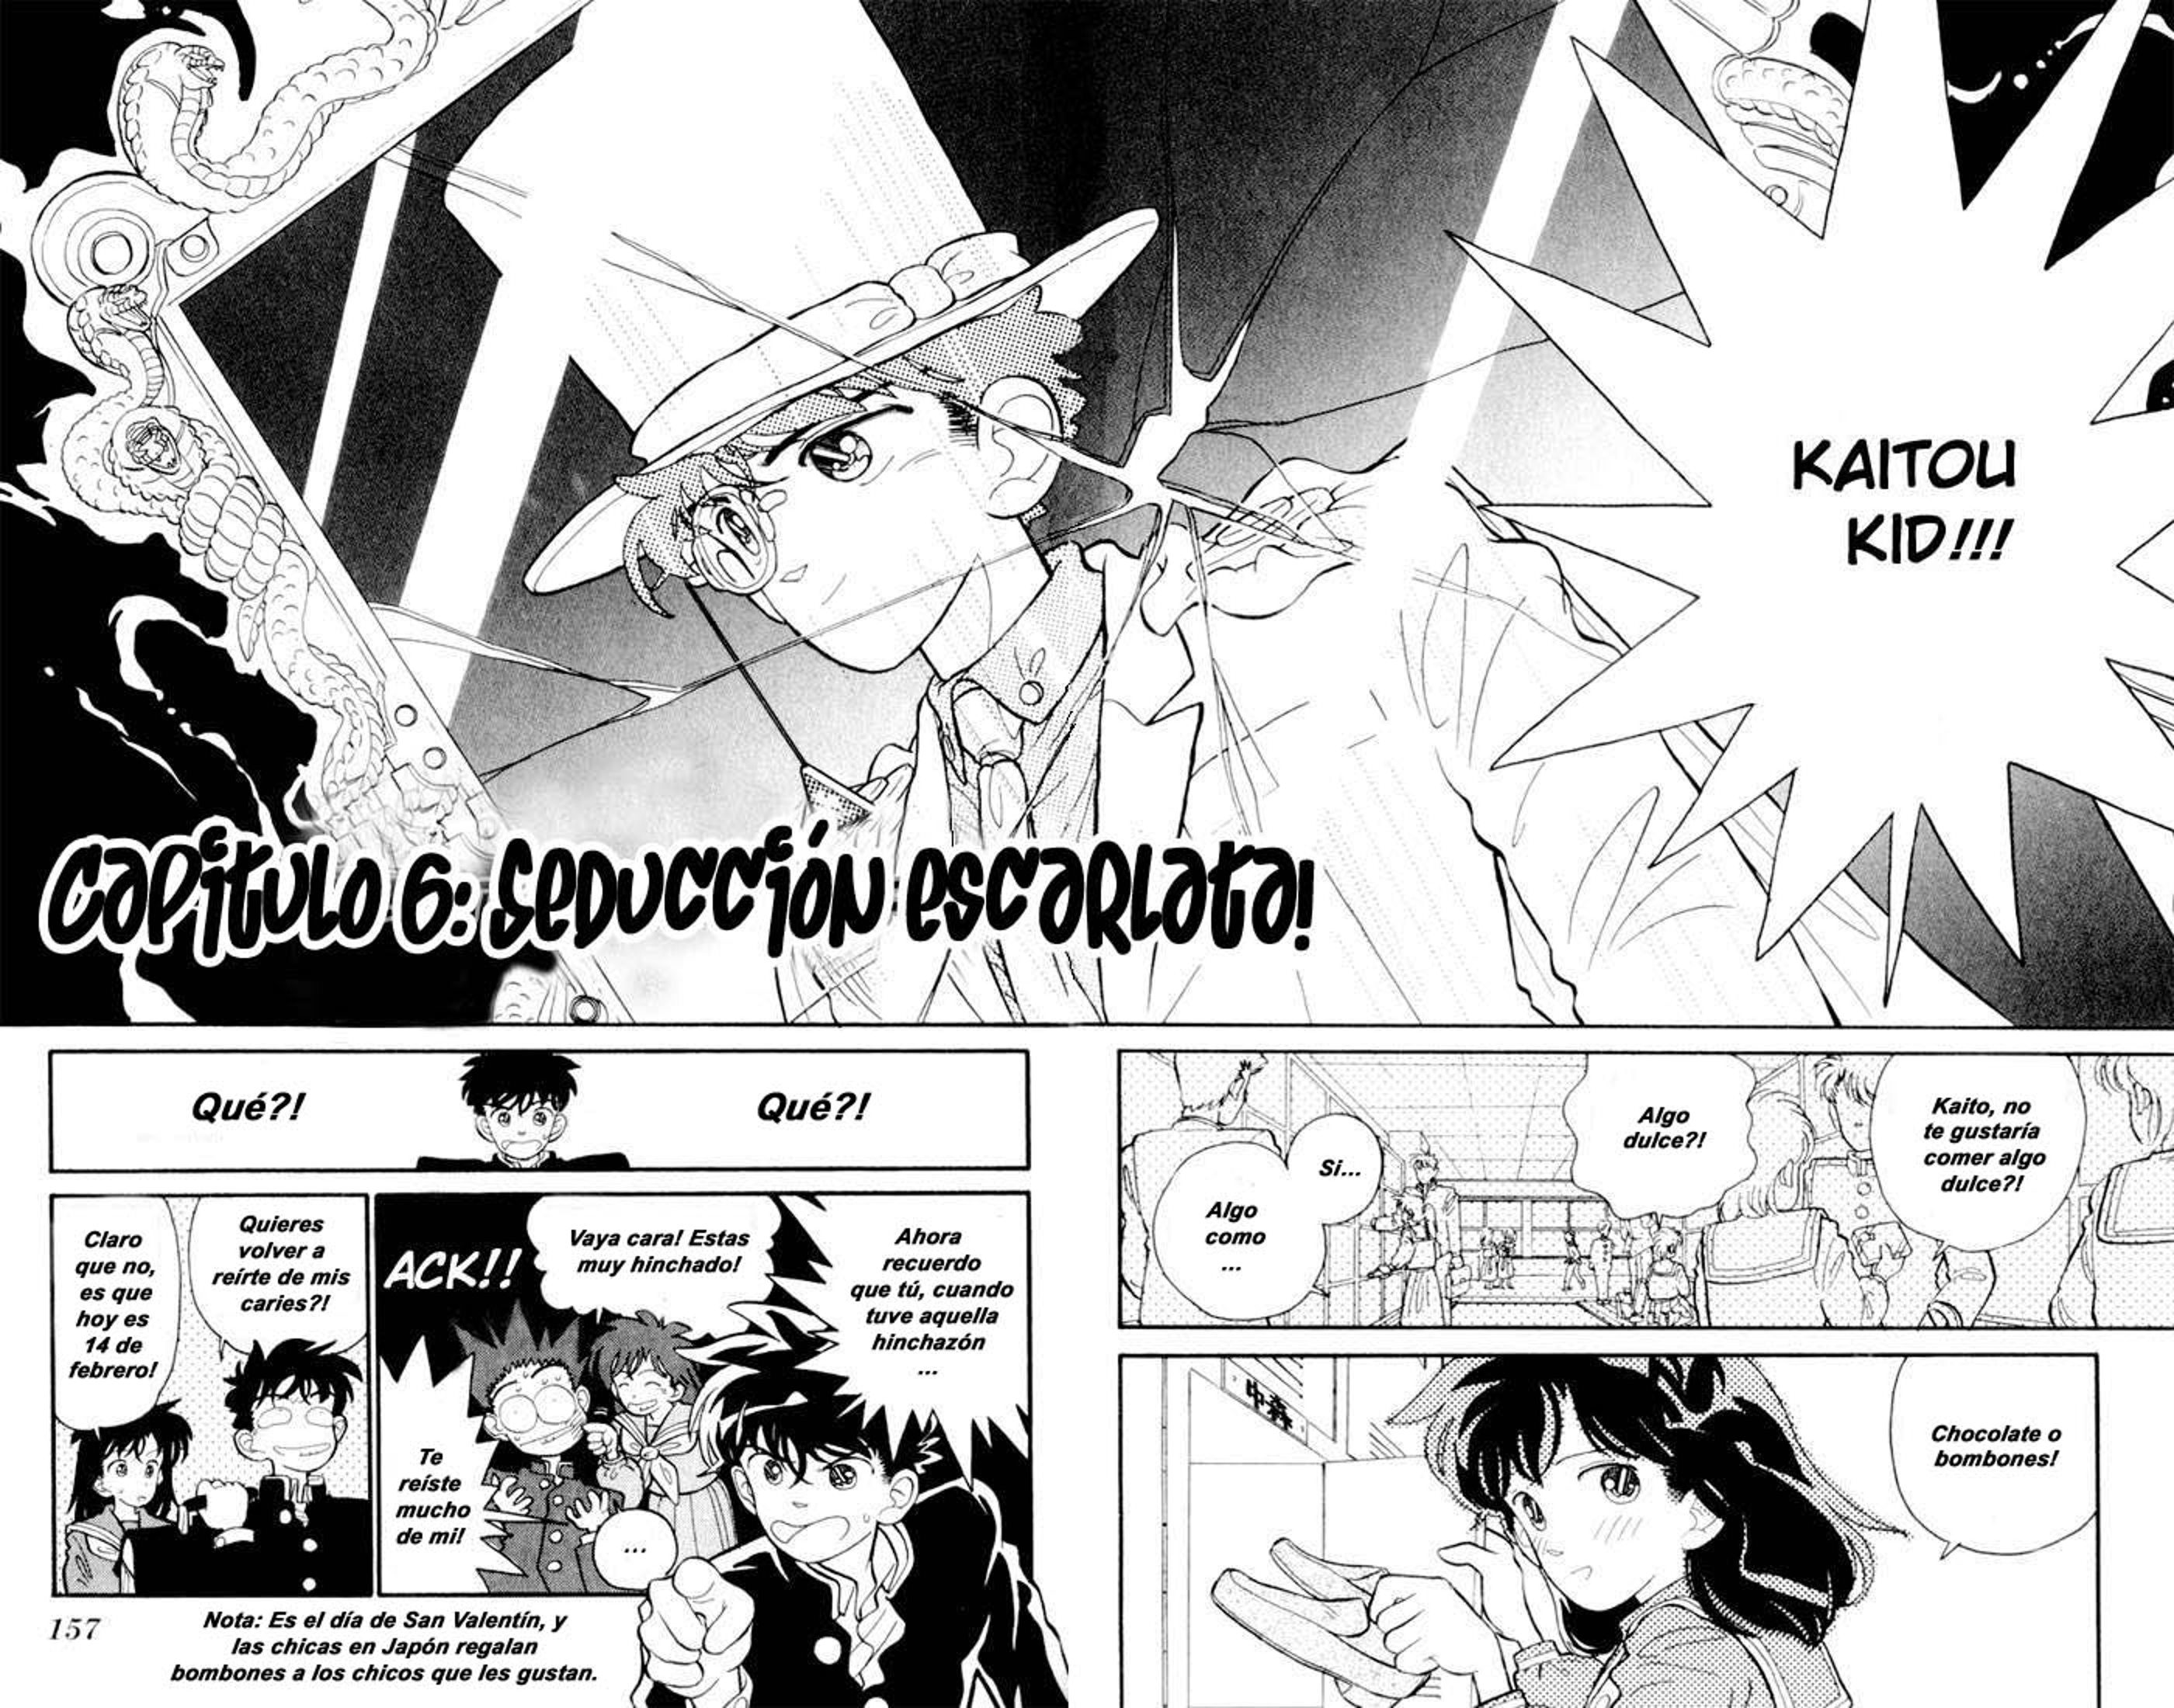 KAITOU
KID!!!
Capitulo 6: Seducción escarlata!
Kaito, no
te gustaría
comer algo
dulce?!
Algo
dulce?!
Si...
Algo
como
...
Chocolate o
bombones!
中森
Qué?!
Qué?!
Ahora
recuerdo
que tú, cuando
tuve aquella
hinchazón
...
Vaya cara! Estas
muy hinchado!
ACK!!
Te
reíste
mucho
de mi!
...
Quieres
volver a
reírte de mis
caries?!
Claro
que no,
es que
hoy es
14 de
febrero!
157
Nota: Es el día de San Valentín, y
las chicas en Japón regalan
bombones a los chicos que les gustan.